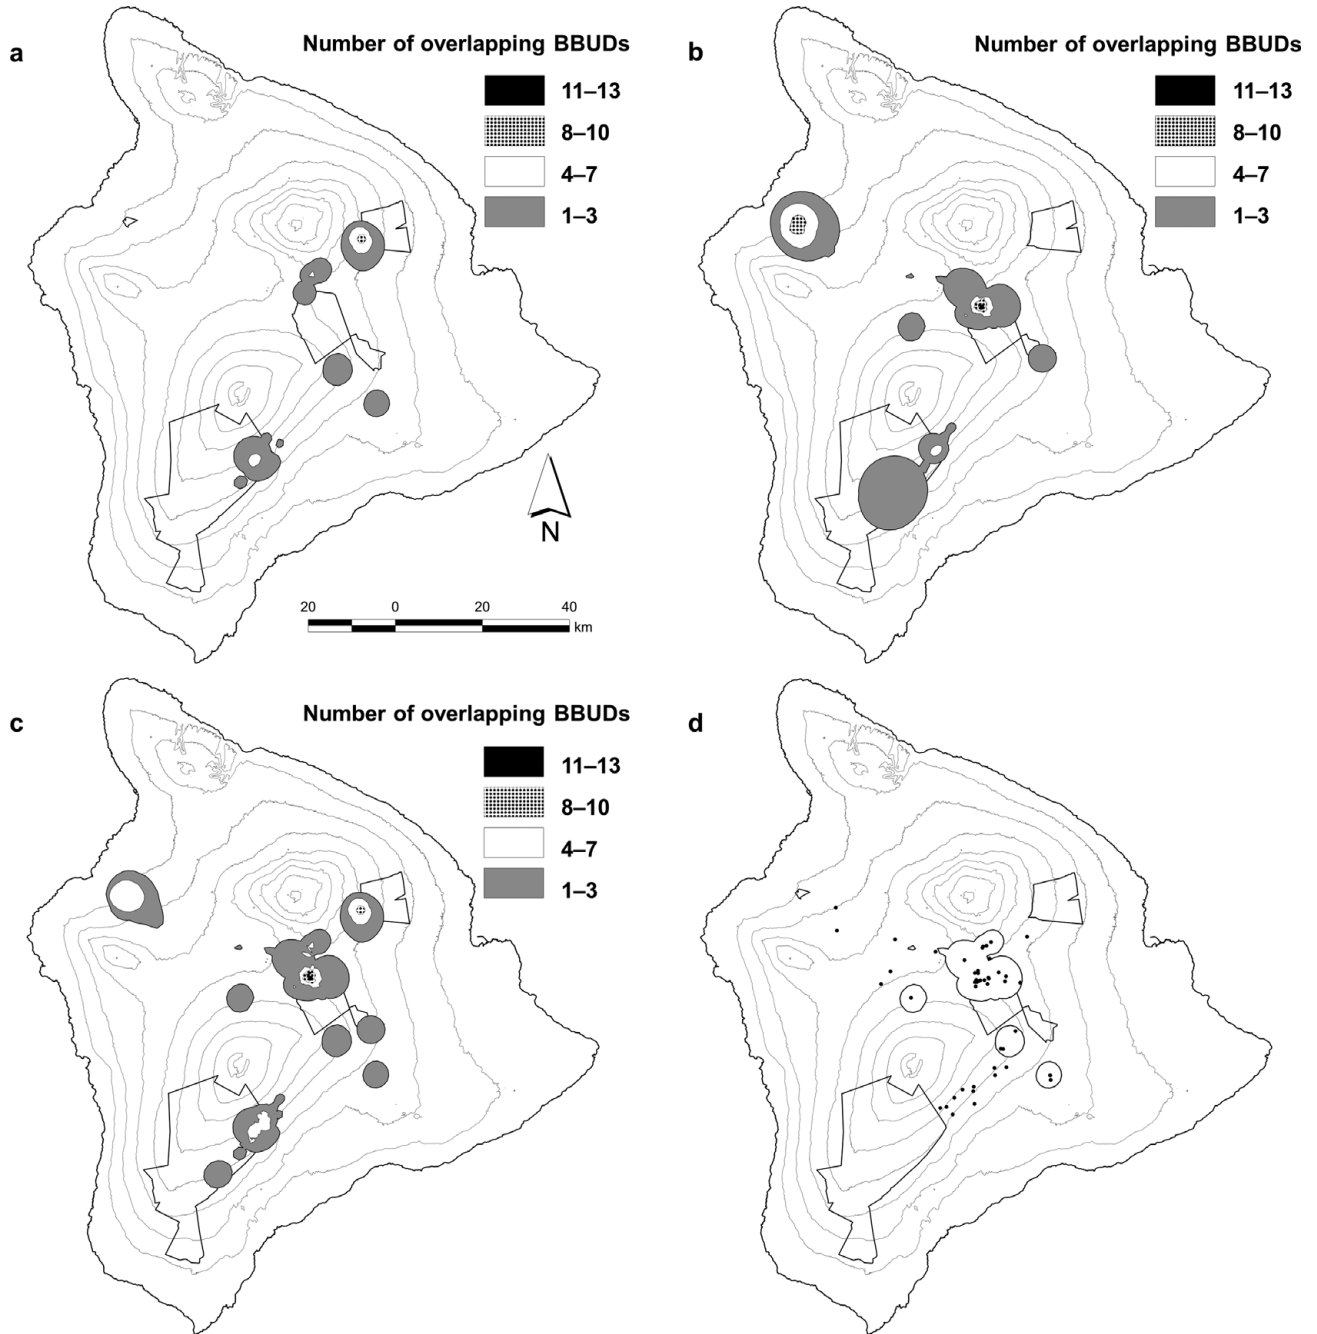 a
Number of overlapping BBUDs
11–13
8–10
4–7
1–3
N
20 0 20 40
km
b
Number of overlapping BBUDs
11–13
8–10
4–7
1–3
c
Number of overlapping BBUDs
11–13
8–10
4–7
1–3
d